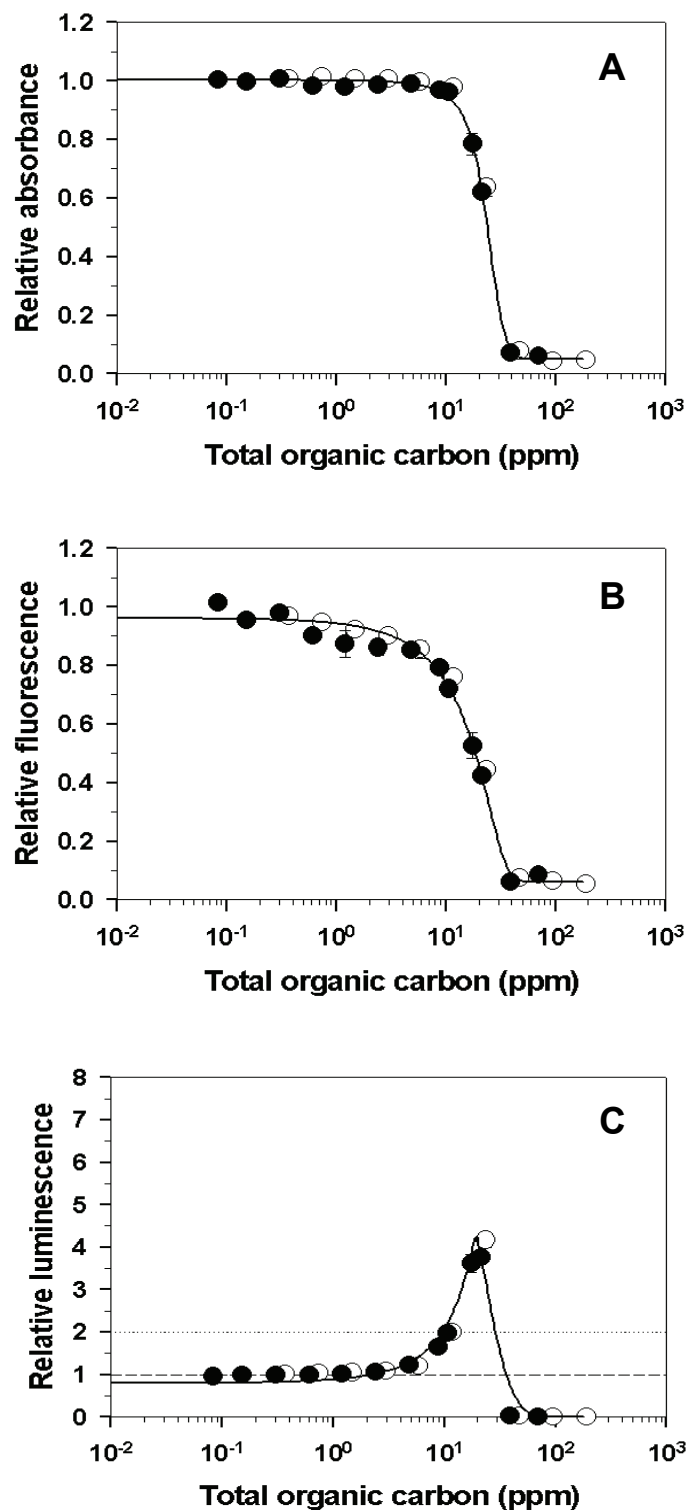 A
Relative absorbance
1.2
1.0
0.8
0.6
0.4
0.2
0.0
10-2 10-1 100 101 102 103
Total organic carbon (ppm)
B
Relative fluorescence
1.2
1.0
0.8
0.6
0.4
0.2
0.0
10-2 10-1 100 101 102 103
Total organic carbon (ppm)
C
Relative luminescence
8
7
6
5
4
3
2
1
0
10-2 10-1 100 101 102 103
Total organic carbon (ppm)